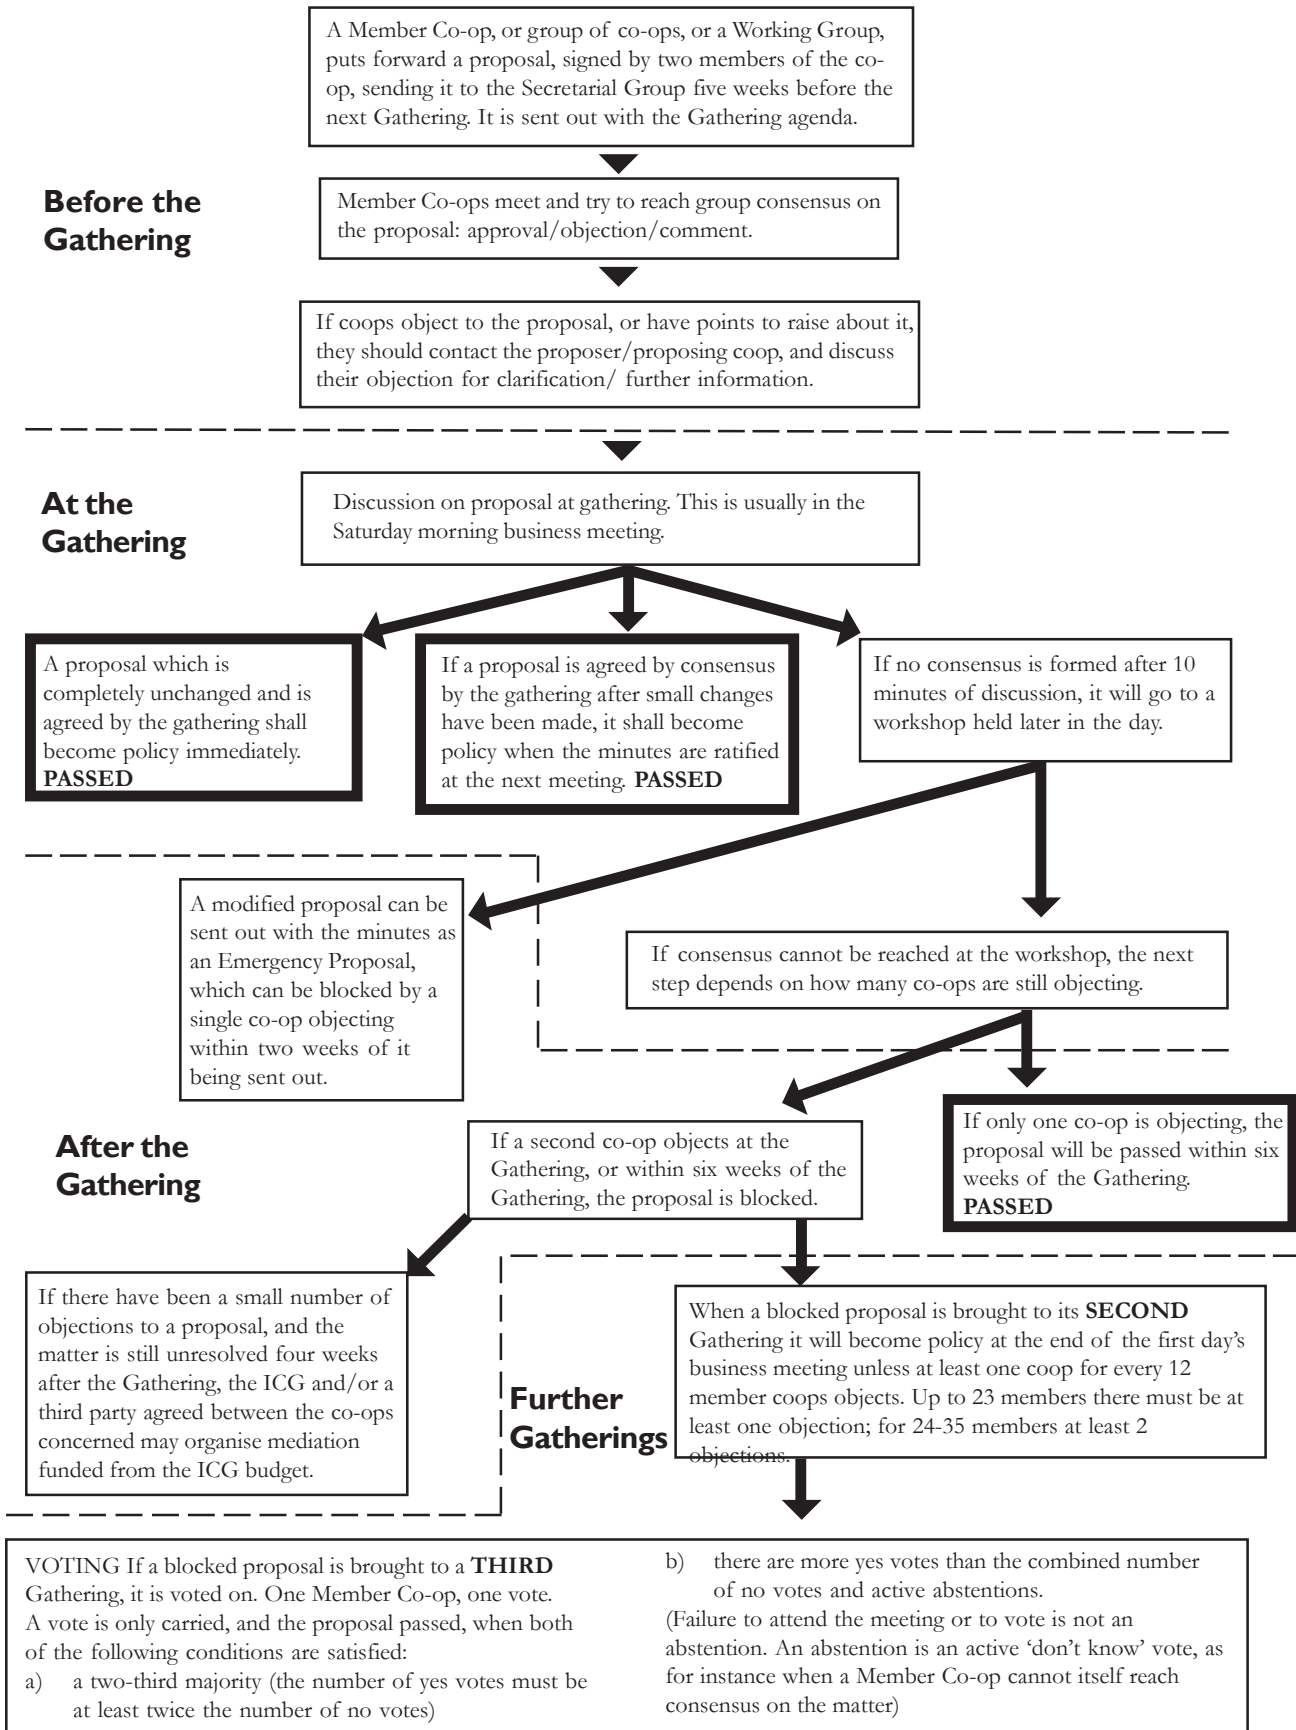 A Member Co-op, or group of co-ops, or a Working Group,
puts forward a proposal, signed by two members of the co-
op, sending it to the Secretarial Group five weeks before the
next Gathering. It is sent out with the Gathering agenda.
Before the
Gathering
Member Co-ops meet and try to reach group consensus on
the proposal: approval/objection/comment.
If coops object to the proposal, or have points to raise about it,
they should contact the proposer/proposing coop, and discuss
their objection for clarification/ further information.
At the
Gathering
Discussion on proposal at gathering. This is usually in the
Saturday morning business meeting.
A proposal which is
completely unchanged and is
agreed by the gathering shall
become policy immediately.
PASSED
If a proposal is agreed by consensus
by the gathering after small changes
have been made, it shall become
policy when the minutes are ratified
at the next meeting. PASSED
If no consensus is formed after 10
minutes of discussion, it will go to a
workshop held later in the day.
A modified proposal can be
sent out with the minutes as
an Emergency Proposal,
which can be blocked by a
single co-op objecting
within two weeks of it
being sent out.
If consensus cannot be reached at the workshop, the next
step depends on how many co-ops are still objecting.
After the
Gathering
If a second co-op objects at the
Gathering, or within six weeks of the
Gathering, the proposal is blocked.
If only one co-op is objecting, the
proposal will be passed within six
weeks of the Gathering.
PASSED
If there have been a small number of
objections to a proposal, and the
matter is still unresolved four weeks
after the Gathering, the ICG and/or a
third party agreed between the co-ops
concerned may organise mediation
funded from the ICG budget.
Further
Gatherings
When a blocked proposal is brought to its SECOND
Gathering it will become policy at the end of the first day's
business meeting unless at least one coop for every 12
member coops objects. Up to 23 members there must be at
least one objection; for 24-35 members at least 2
objections.
VOTING If a blocked proposal is brought to a THIRD
Gathering, it is voted on. One Member Co-op, one vote.
A vote is only carried, and the proposal passed, when both
of the following conditions are satisfied:
a) a two-third majority (the number of yes votes must be
at least twice the number of no votes)
b) there are more yes votes than the combined number
of no votes and active abstentions.
(Failure to attend the meeting or to vote is not an
abstention. An abstention is an active 'don't know' vote, as
for instance when a Member Co-op cannot itself reach
consensus on the matter)